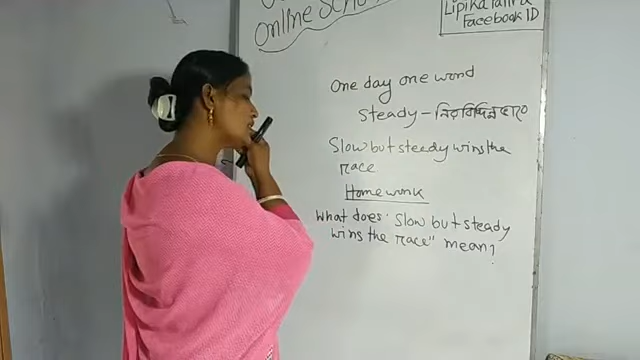 Online School
Lipika
Facebook ID
One day one word
Steady - নিরবিচ্ছিন্নভাবে
Slow but steady wins the
race
Homework
What does "Slow but steady
wins the race" mean?